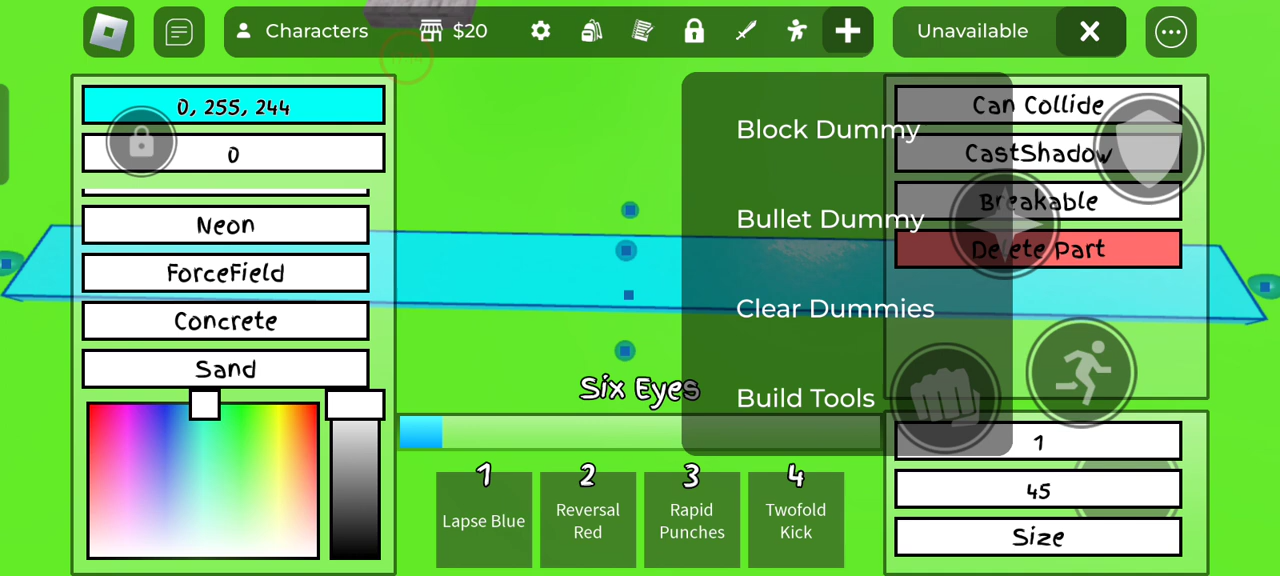 Characters
$20
Unavailable
0, 255, 244
0
Neon
ForceField
Concrete
Sand
Block Dummy
Bullet Dummy
Clear Dummies
Build Tools
Can Collide
CastShadow
Breakable
Delete Part
Six Eyes
1
Lapse Blue
2
Reversal
Red
3
Rapid
Punches
4
Twofold
Kick
1
45
Size